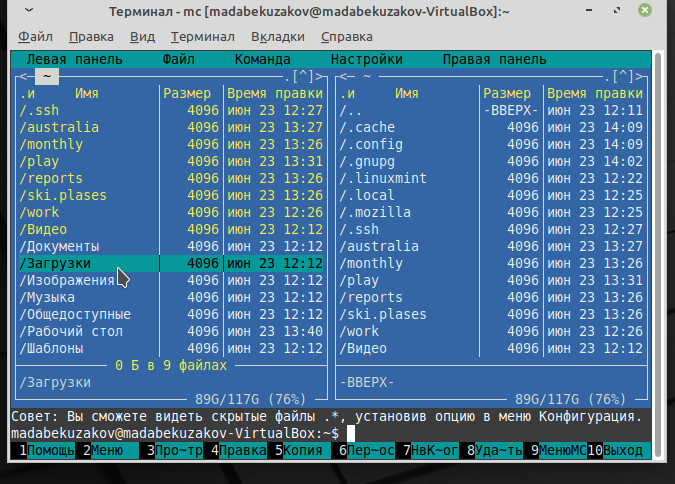 Терминал - mc [madabekuzakov@madabekuzakov-VirtualBox]:~
Файл Правка Вид Терминал Вкладки Справка
Левая панель Файл Команда Настройки Правая панель
<─ ~ .[^]> <─ ~ .[^]>
.и Имя Размер Время правки .и Имя Размер Время правки
/.ssh 4096 июн 23 12:27 /.. -ВВЕРХ- июн 23 12:11
/australia 4096 июн 23 13:27 /.cache 4096 июн 23 14:09
/monthly 4096 июн 23 13:26 /.config 4096 июн 23 14:09
/play 4096 июн 23 13:31 /.gnupg 4096 июн 23 14:02
/reports 4096 июн 23 13:26 /.linuxmint 4096 июн 23 12:22
/ski.plases 4096 июн 23 13:26 /.local 4096 июн 23 12:25
/work 4096 июн 23 12:26 /.mozilla 4096 июн 23 12:25
/Видео 4096 июн 23 12:12 /.ssh 4096 июн 23 12:27
/Документы 4096 июн 23 12:12 /australia 4096 июн 23 13:27
/Загрузки 4096 июн 23 12:12 /monthly 4096 июн 23 13:26
/Изображения 4096 июн 23 12:12 /play 4096 июн 23 13:31
/Музыка 4096 июн 23 12:12 /reports 4096 июн 23 13:26
/Общедоступные 4096 июн 23 12:12 /ski.plases 4096 июн 23 13:26
/Рабочий стол 4096 июн 23 13:40 /work 4096 июн 23 12:26
/Шаблоны 4096 июн 23 12:12 /Видео 4096 июн 23 12:12
0 Б в 9 файлах
/Загрузки -ВВЕРХ-
89G/117G (76%) 89G/117G (76%)
Совет: Вы сможете видеть скрытые файлы .*, установив опцию в меню Конфигурация.
madabekuzakov@madabekuzakov-VirtualBox:~$
1Помощь 2Меню 3Про~тр 4Правка 5Копия 6Пер~ос 7НвК~ог 8Уда~ть 9МенюМС 10Выход